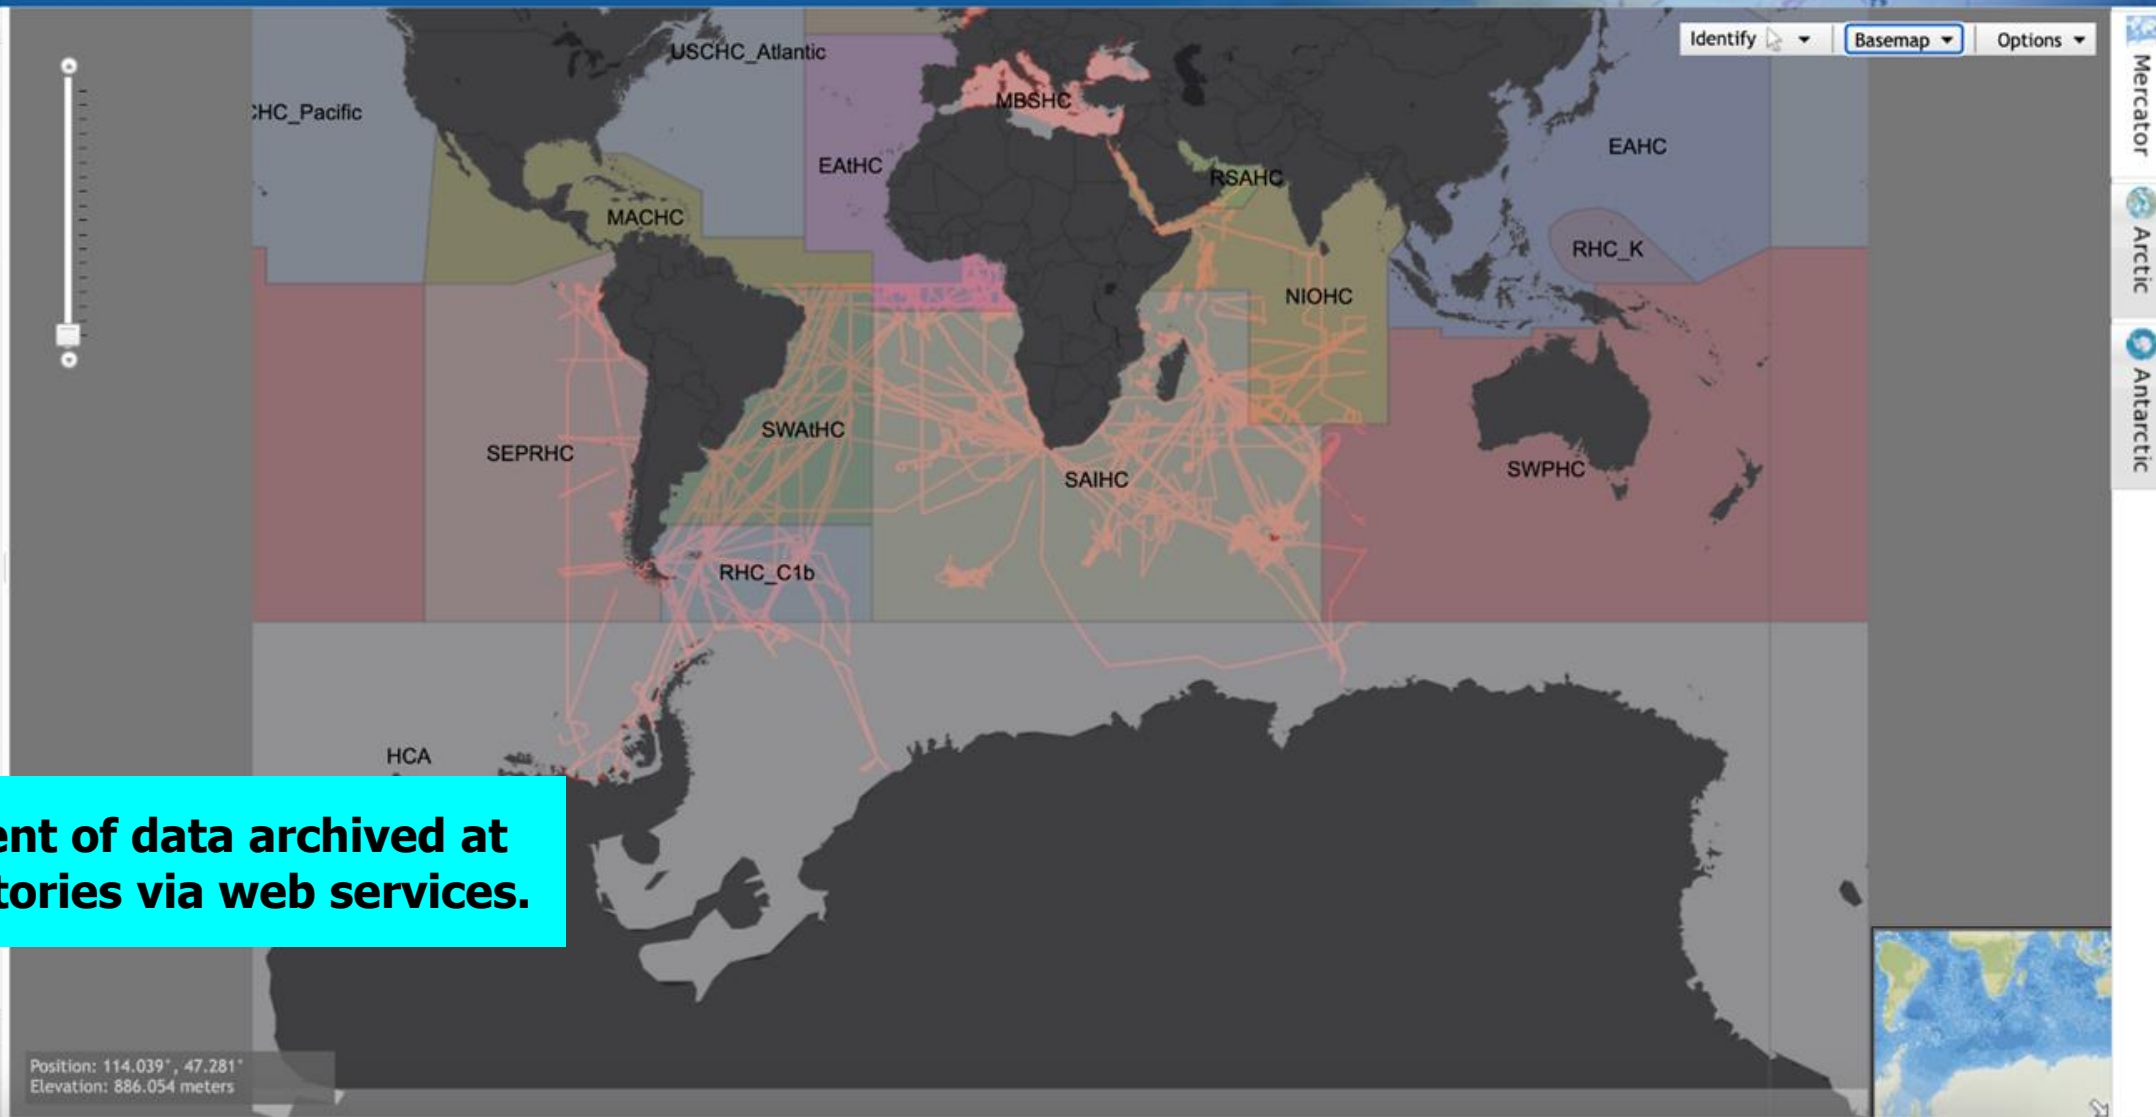 USCHC_Atlantic
Identify
Basemap
Options
Mercator
MBSHC
CHC_Pacific
EAHC
EAtHC
RSAHC
Arctic
MACHC
RHC_K
NIOHC
SWAtHC
Antarctic
SEPRHC
SAIHC
SWPHC
RHC_C1b
HCA
ent of data archived at
tories via web services.
Position: 114.039°, 47.281°
Elevation: 886.054 meters